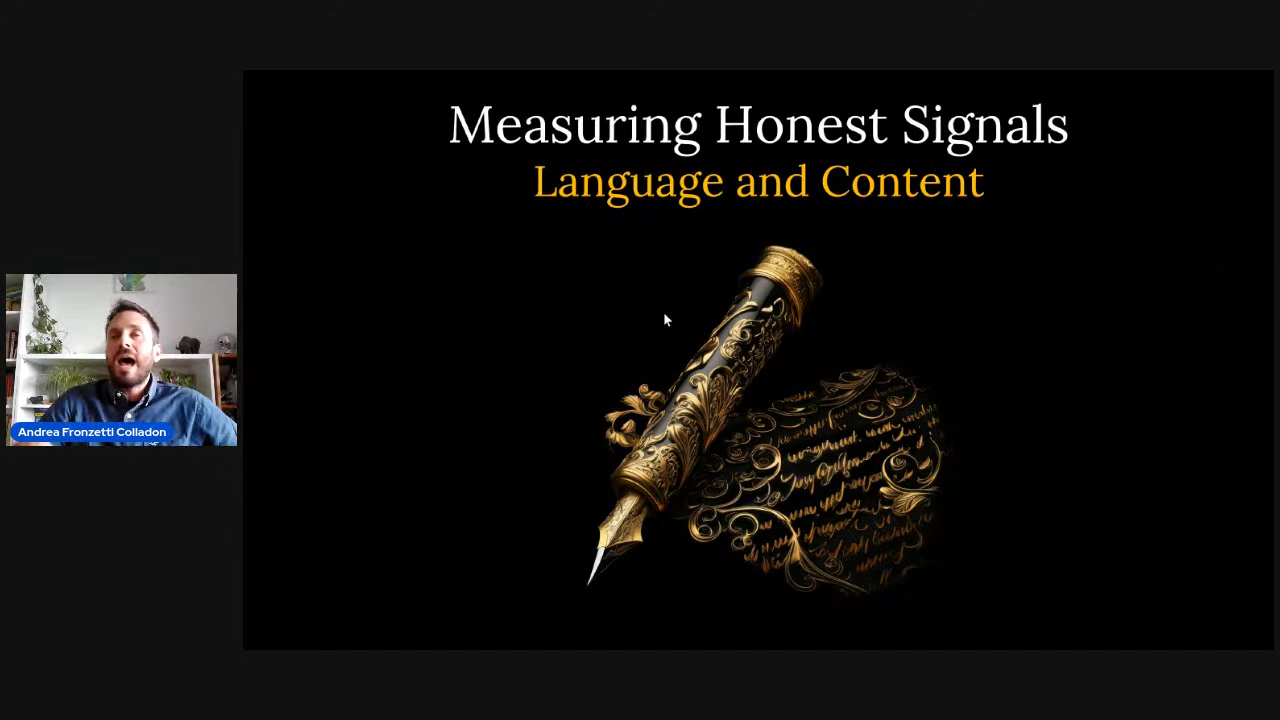 Measuring Honest Signals
Language and Content
Andrea Fronzetti Colladon